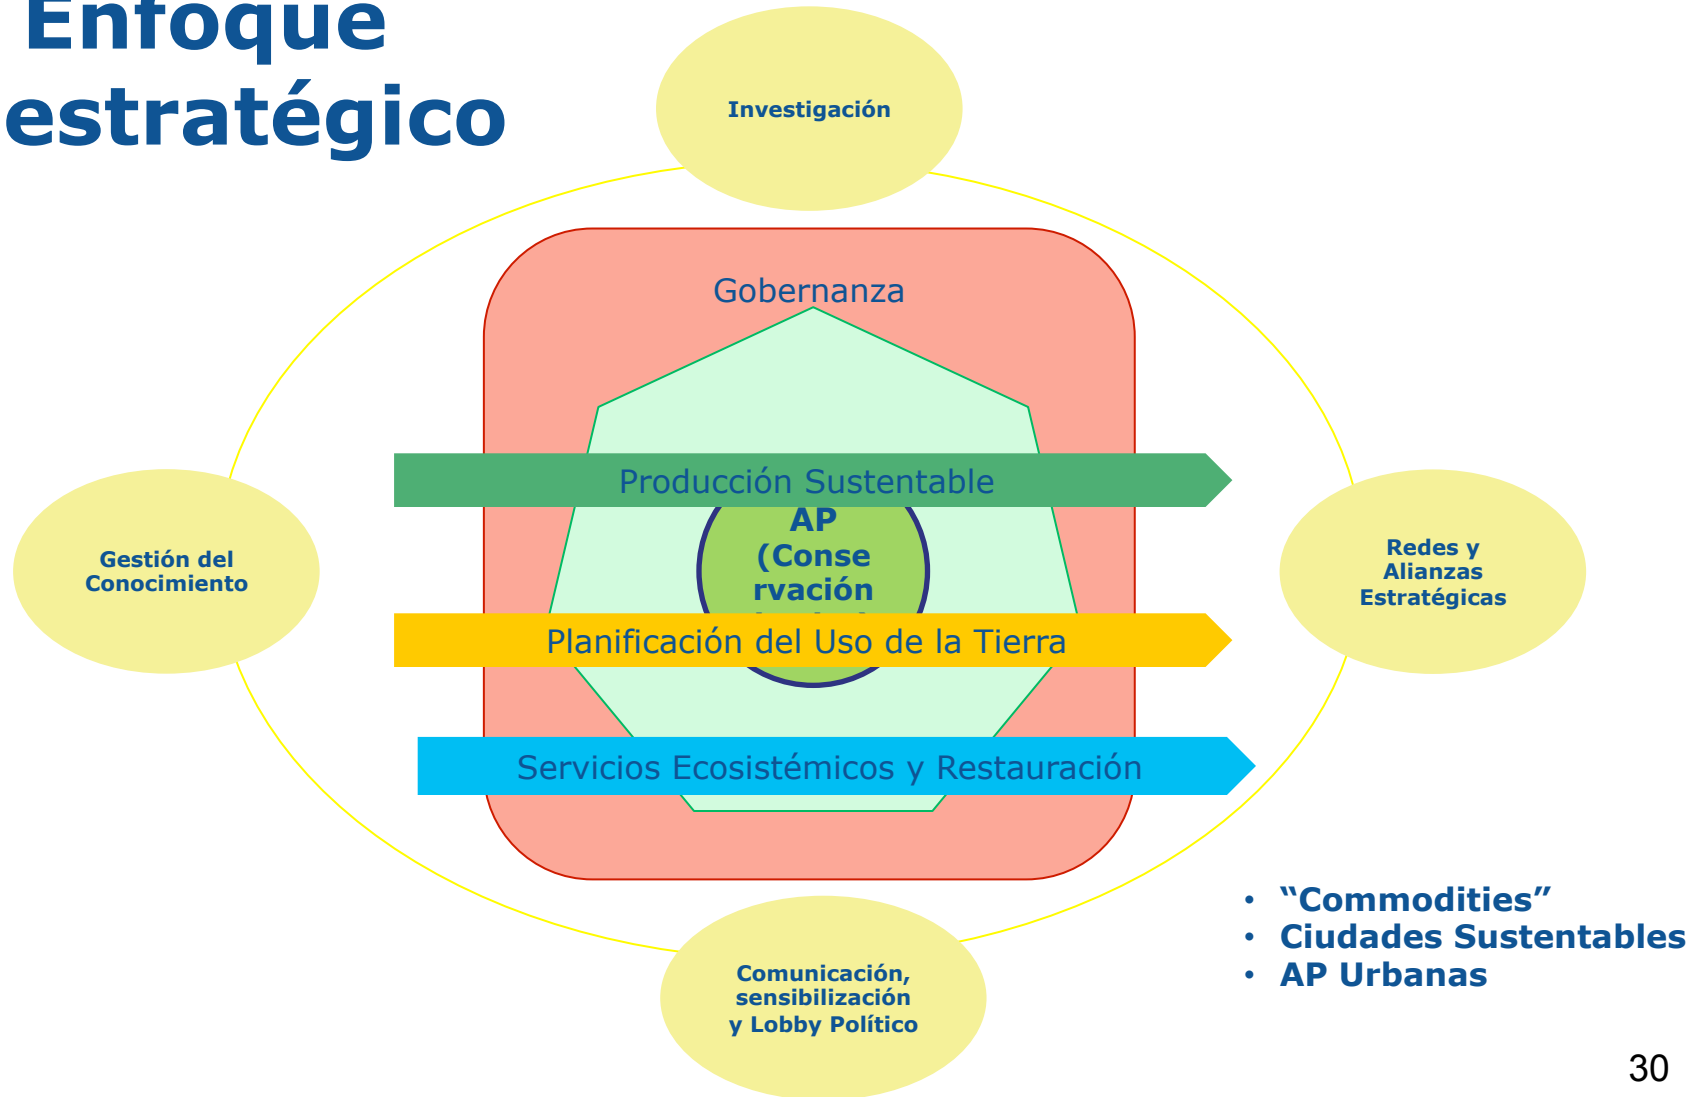 Enfoque
estratégico
Investigación
Gobernanza
Producción Sustentable
AP
(Conse
rvación
Gestión del
Conocimiento
Redes y
Alianzas
Estratégicas
Planificación del Uso de la Tierra
Servicios Ecosistémicos y Restauración
• “Commodities”
• Ciudades Sustentables
• AP Urbanas
Comunicación,
sensibilización
y Lobby Político
30